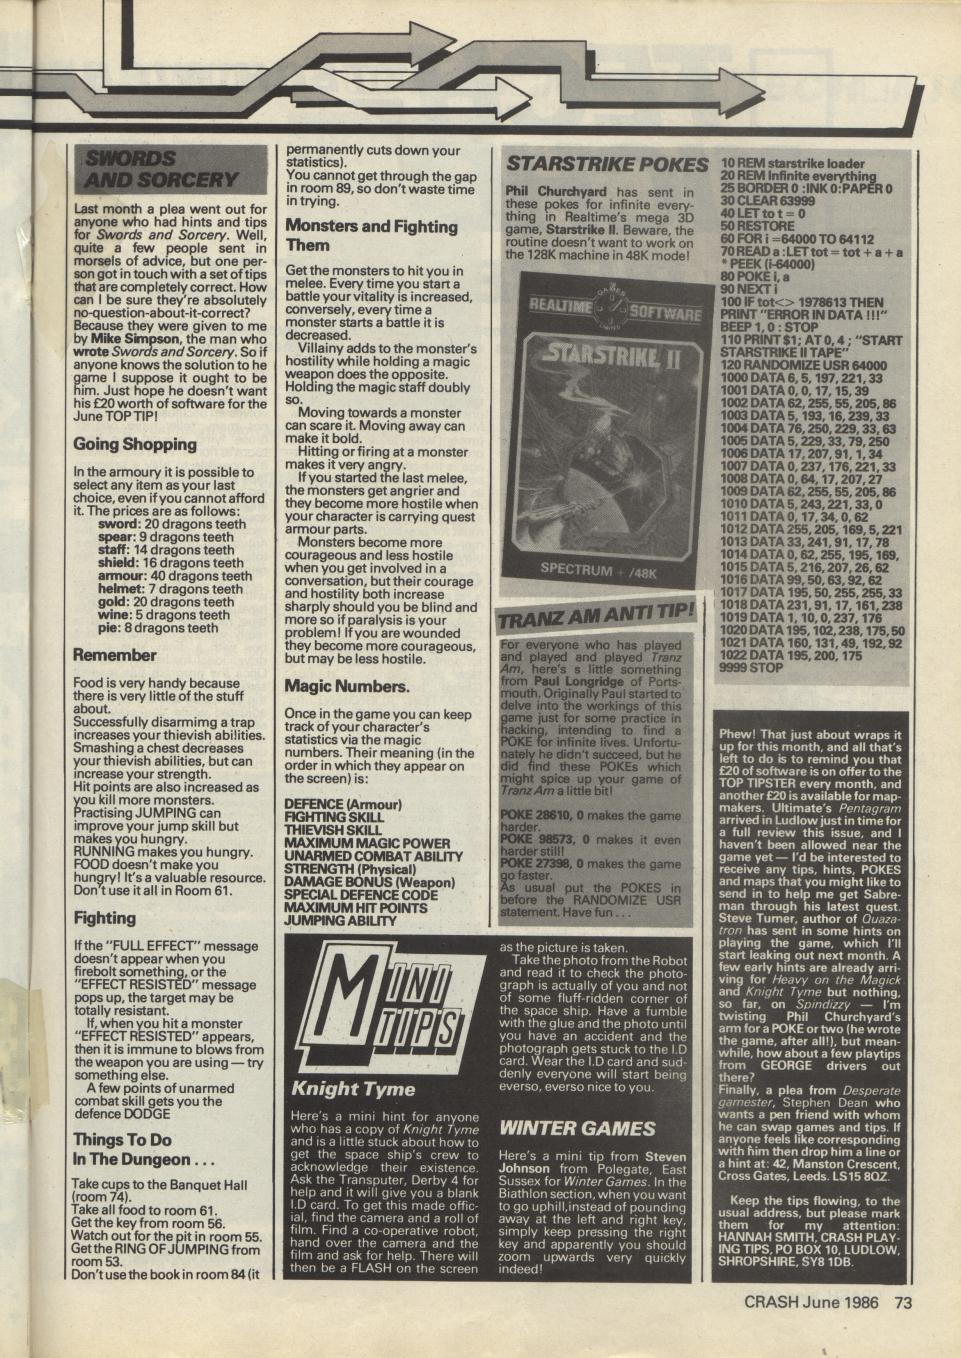 SWORDS
AND SORCERY
Last month a plea went out for
anyone who had hints and tips
for Swords and Sorcery. Well,
quite a few people sent in
morsels of advice, but one per-
son got in touch with a set of tips
that are completely correct. How
can I be sure they're absolutely
no-question-about-it-correct?
Because they were given to me
by Mike Simpson, the man who
wrote Swords and Sorcery. So if
anyone knows the solution to he
game I suppose it ought to be
him. Just hope he doesn't want
his £20 worth of software for the
June TOP TIP!
Going Shopping
In the armoury it is possible to
select any item as your last
choice, even if you cannot afford
it. The prices are as follows:
sword: 20 dragons teeth
spear: 9 dragons teeth
staff: 14 dragons teeth
shield: 16 dragons teeth
armour: 40 dragons teeth
helmet: 7 dragons teeth
gold: 20 dragons teeth
wine: 5 dragons teeth
pie: 8 dragons teeth
Remember
Food is very handy because
there is very little of the stuff
about.
Successfully disarmimg a trap
increases your thievish abilities.
Smashing a chest decreases
your thievish abilities, but can
increase your strength.
Hit points are also increased as
you kill more monsters.
Practising JUMPING can
improve your jump skill but
makes you hungry.
RUNNING makes you hungry.
FOOD doesn't make you
hungry! It's a valuable resource.
Don't use it all in Room 61.
Fighting
If the "FULL EFFECT" message
doesn't appear when you
firebolt something, or the
"EFFECT RESISTED" message
pops up, the target may be
totally resistant.
If, when you hit a monster
"EFFECT RESISTED" appears,
then it is immune to blows from
the weapon you are using — try
something else.
A few points of unarmed
combat skill gets you the
defence DODGE
Things To Do
In The Dungeon . . .
Take cups to the Banquet Hall
(room 74).
Take all food to room 61.
Get the key from room 56.
Watch out for the pit in room 55.
Get the RING OF JUMPING from
room 53.
Don't use the book in room 84 (it
permanently cuts down your
statistics).
You cannot get through the gap
in room 89, so don't waste time
in trying.
Monsters and Fighting
Them
Get the monsters to hit you in
melee. Every time you start a
battle your vitality is increased,
conversely, every time a
monster starts a battle it is
decreased.
Villainy adds to the monster's
hostility while holding a magic
weapon does the opposite.
Holding the magic staff doubly
so.
Moving towards a monster
can scare it. Moving away can
make it bold.
Hitting or firing at a monster
makes it very angry.
If you started the last melee,
the monsters get angrier and
they become more hostile when
your character is carrying quest
armour parts.
Monsters become more
courageous and less hostile
when you get involved in a
conversation, but their courage
and hostility both increase
sharply should you be blind and
more so if paralysis is your
problem! If you are wounded
they become more courageous,
but may be less hostile.
Magic Numbers.
Once in the game you can keep
track of your character's
statistics via the magic
numbers. Their meaning (in the
order in which they appear on
the screen) is:
DEFENCE (Armour)
FIGHTING SKILL
THIEVISH SKILL
MAXIMUM MAGIC POWER
UNARMED COMBAT ABILITY
STRENGTH (Physical)
DAMAGE BONUS (Weapon)
SPECIAL DEFENCE CODE
MAXIMUM HIT POINTS
JUMPING ABILITY
MINI
TIPS
Knight Tyme
Here's a mini hint for anyone
who has a copy of Knight Tyme
and is a little stuck about how to
get the space ship's crew to
acknowledge their existence.
Ask the Transputer, Derby 4 for
help and it will give you a blank
I.D card. To get this made offic-
ial, find the camera and a roll of
film. Find a co-operative robot,
hand over the camera and the
film and ask for help. There will
then be a FLASH on the screen
as the picture is taken.
Take the photo from the Robot
and read it to check the photo-
graph is actually of you and not
of some fluff-ridden corner of
the space ship. Have a fumble
with the glue and the photo until
you have an accident and the
photograph gets stuck to the I.D
card. Wear the I.D card and sud-
denly everyone will start being
everso, everso nice to you.
WINTER GAMES
Here's a mini tip from Steven
Johnson from Polegate, East
Sussex for Winter Games. In the
Biathlon section, when you want
to go uphill,instead of pounding
away at the left and right key,
simply keep pressing the right
key and apparently you should
zoom upwards very quickly
indeed!
STARSTRIKE POKES
Phil Churchyard has sent in
these pokes for infinite every-
thing in Realtime's mega 3D
game, Starstrike II. Beware, the
routine doesn't want to work on
the 128K machine in 48K mode!
REALTIME GAMES SOFTWARE
LIMITED
STARSTRIKE II
SPECTRUM + /48K
TRANZ AM ANTI TIP!
For everyone who has played
and played and played Tranz
Am, here's s little something
from Paul Longridge of Ports-
mouth. Originally Paul started to
delve into the workings of this
game just for some practice in
hacking, intending to find a
POKE for infinite lives. Unfortu-
nately he didn't succeed, but he
did find these POKEs which
might spice up your game of
Tranz Am a little bit!
POKE 28610, 0 makes the game
harder.
POKE 98573, 0 makes it even
harder still!
POKE 27398, 0 makes the game
go faster.
As usual put the POKES in
before the RANDOMIZE USR
statement. Have fun . . .
10 REM starstrike loader
20 REM Infinite everything
25 BORDER 0 :INK 0:PAPER 0
30 CLEAR 63999
40 LET to t = 0
50 RESTORE
60 FOR i =64000 TO 64112
70 READ a :LET tot = tot + a + a
* PEEK (i-64000)
80 POKE i, a
90 NEXT i
100 IF tot<> 1978613 THEN
PRINT "ERROR IN DATA !!!"
BEEP 1, 0 : STOP
110 PRINT $1; AT 0, 4 ; "START
STARSTRIKE II TAPE"
120 RANDOMIZE USR 64000
1000 DATA 6, 5, 197, 221, 33
1001 DATA 0, 0, 17, 15, 39
1002 DATA 62, 255, 55, 205, 86
1003 DATA 5, 193, 16, 239, 33
1004 DATA 76, 250, 229, 33, 63
1005 DATA 5, 229, 33, 79, 250
1006 DATA 17, 207, 91, 1, 34
1007 DATA 0, 237, 176, 221, 33
1008 DATA 0, 64, 17, 207, 27
1009 DATA 62, 255, 55, 205, 86
1010 DATA 5, 243, 221, 33, 0
1011 DATA 0, 17, 34, 0, 62
1012 DATA 255, 205, 169, 5, 221
1013 DATA 33, 241, 91, 17, 78
1014 DATA 0, 62, 255, 195, 169,
1015 DATA 5, 216, 207, 26, 62
1016 DATA 99, 50, 63, 92, 62
1017 DATA 195, 50, 255, 255, 33
1018 DATA 231, 91, 17, 161, 238
1019 DATA 1, 10, 0, 237, 176
1020 DATA 195, 102, 238, 175, 50
1021 DATA 160, 131, 49, 192, 92
1022 DATA 195, 200, 175
9999 STOP
Phew! That just about wraps it
up for this month, and all that's
left to do is to remind you that
£20 of software is on offer to the
TOP TIPSTER every month, and
another £20 is available for map-
makers. Ultimate's Pentagram
arrived in Ludlow just in time for
a full review this issue, and I
haven't been allowed near the
game yet — I'd be interested to
receive any tips, hints, POKES
and maps that you might like to
send in to help me get Sabre-
man through his latest quest.
Steve Turner, author of Quaza-
tron has sent in some hints on
playing the game, which I'll
start leaking out next month. A
few early hints are already arri-
ving for Heavy on the Magick
and Knight Tyme but nothing,
so far, on Spindizzy — I'm
twisting Phil Churchyard's
arm for a POKE or two (he wrote
the game, after all!), but mean-
while, how about a few playtips
from GEORGE drivers out
there?
Finally, a plea from Desperate
gamester, Stephen Dean who
wants a pen friend with whom
he can swap games and tips. If
anyone feels like corresponding
with him then drop him a line or
a hint at: 42, Manston Crescent,
Cross Gates, Leeds. LS15 8QZ.
Keep the tips flowing, to the
usual address, but please mark
them for my attention:
HANNAH SMITH, CRASH PLAY-
ING TIPS, PO BOX 10, LUDLOW,
SHROPSHIRE, SY8 1DB.
CRASH June 1986 73